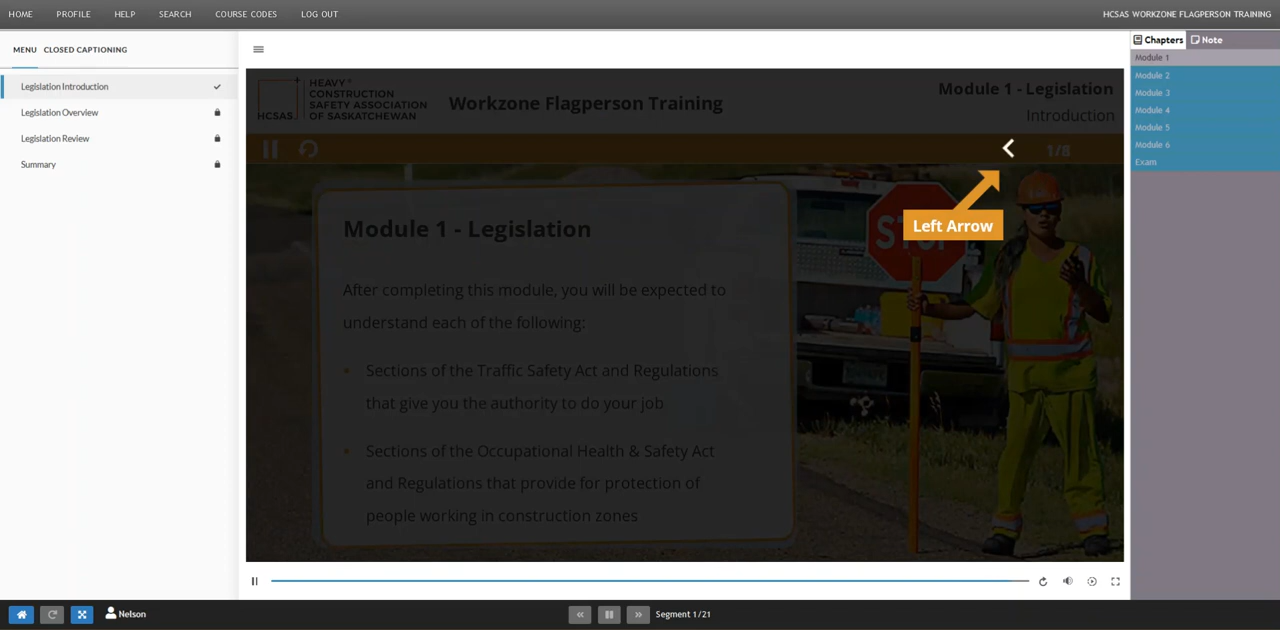 HOME PROFILE HELP SEARCH COURSE CODES LOG OUT HCSAS WORKZONE FLAGPERSON TRAINING
MENU CLOSED CAPTIONING
Chapters Note
Legislation Introduction
Legislation Overview
Legislation Review
Summary
HEAVY
CONSTRUCTION
SAFETY ASSOCIATION
OF SASKATCHEWAN
HCSAS
Workzone Flagperson Training
Module 1 - Legislation
Introduction
1/8
Left Arrow
STOP
Module 1 - Legislation
After completing this module, you will be expected to
understand each of the following:
• Sections of the Traffic Safety Act and Regulations
that give you the authority to do your job
• Sections of the Occupational Health & Safety Act
and Regulations that provide for protection of
people working in construction zones
Module 1
Module 2
Module 3
Module 4
Module 5
Module 6
Exam
Nelson
Segment 1/21